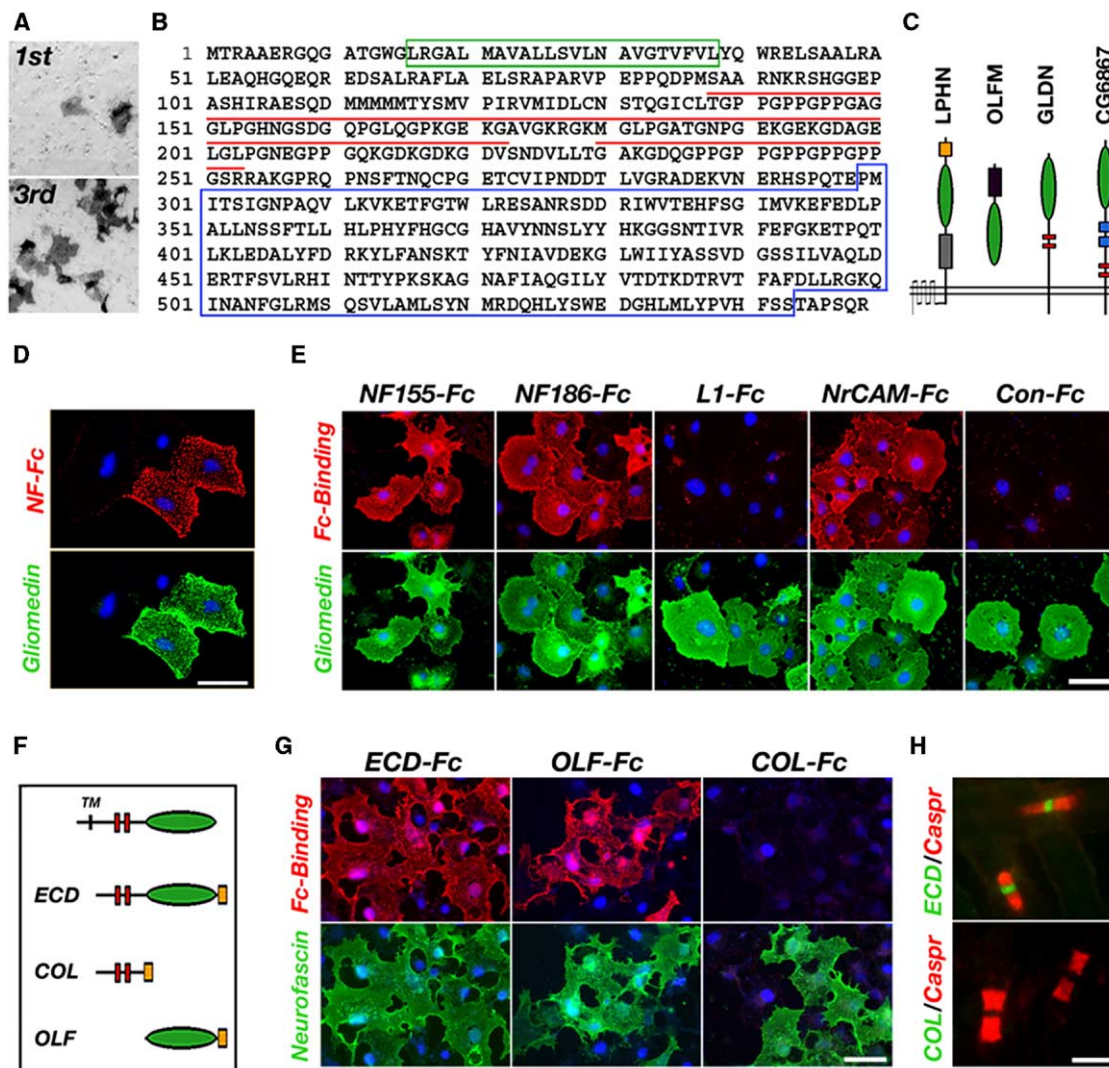 A
1st
3rd
B
1 MTRAAERGQG ATGWGLRGAL MAVALLSVLN AVGTVFVLYQ WRELSAALRA
51 LEAQHGQEQR EDSALRAFLA ELSRAPARVP EPPQDPMSAA RNKRSHGGEP
101 ASHIRAESQD MMMMMTYSMV PIRVMIDLCN STQGICLTGP PGPPGPPGAG
151 GLPGHNGSDG QPGLQGPKGE KGAVGKRGKM GLPGATGNPG EKGEKGDAGE
201 LGLPGNEGPP GQKGDKGDKG DVSNDVLLTG AKGDQGPPGP PGPPGPPGPP
251 GSRRAKGPRQ PNSFTNQCPG ETCVIPNDDT LVGRADEKVN ERHSPQTEPM
301 ITSIGNPAQV LKVKETFGTW LRESANRSDD RIWVTEHFSG IMVKEFEDLP
351 ALLNSSFTLL HLPHYFHGCG HAVYNNSLYY HKGGSNTIVR FEFGKETPQT
401 LKLEDALYFD RKYLFANSKT YFNIAVDEKG LWIIYASSVD GSSILVAQLD
451 ERTFSVLRHI NTTYPKSKAG NAFIAQGILY VTDTKDTRVT FAFDLLRGKQ
501 INANFGLRMS QSVLAMLSYN MRDQHLYSWE DGHLMLYPVH FSSTAPSQR
C
LPHN
OLFM
GLDN
CG6867
D
NF-Fc
Gliomedin
E
NF155-Fc NF186-Fc L1-Fc NrCAM-Fc Con-Fc
Fc-Binding
Gliomedin
F
TM
ECD
COL
OLF
G
ECD-Fc OLF-Fc COL-Fc
Fc-Binding
Neurofascin
H
ECD/Caspr
COL/Caspr